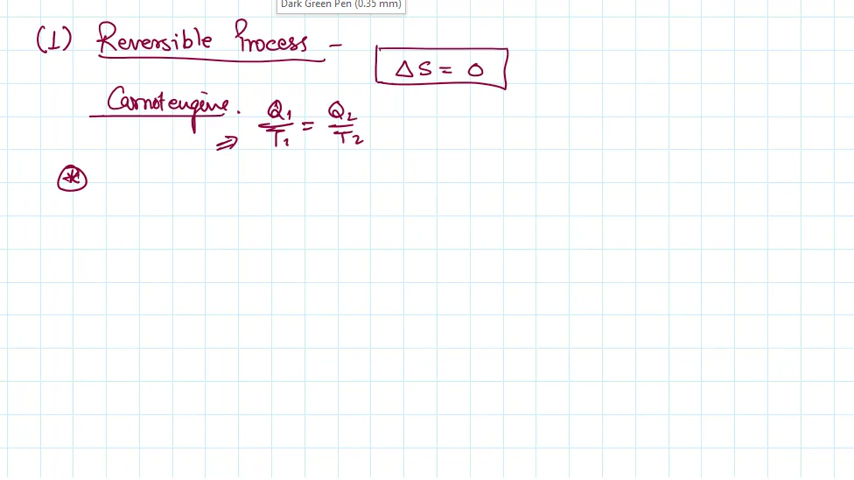 Dark Green Pen (0.35 mm)
(1) Reversible Process -
ΔS = 0
Carnot engine. ⇒ Q₁/T₁ = Q₂/T₂
*